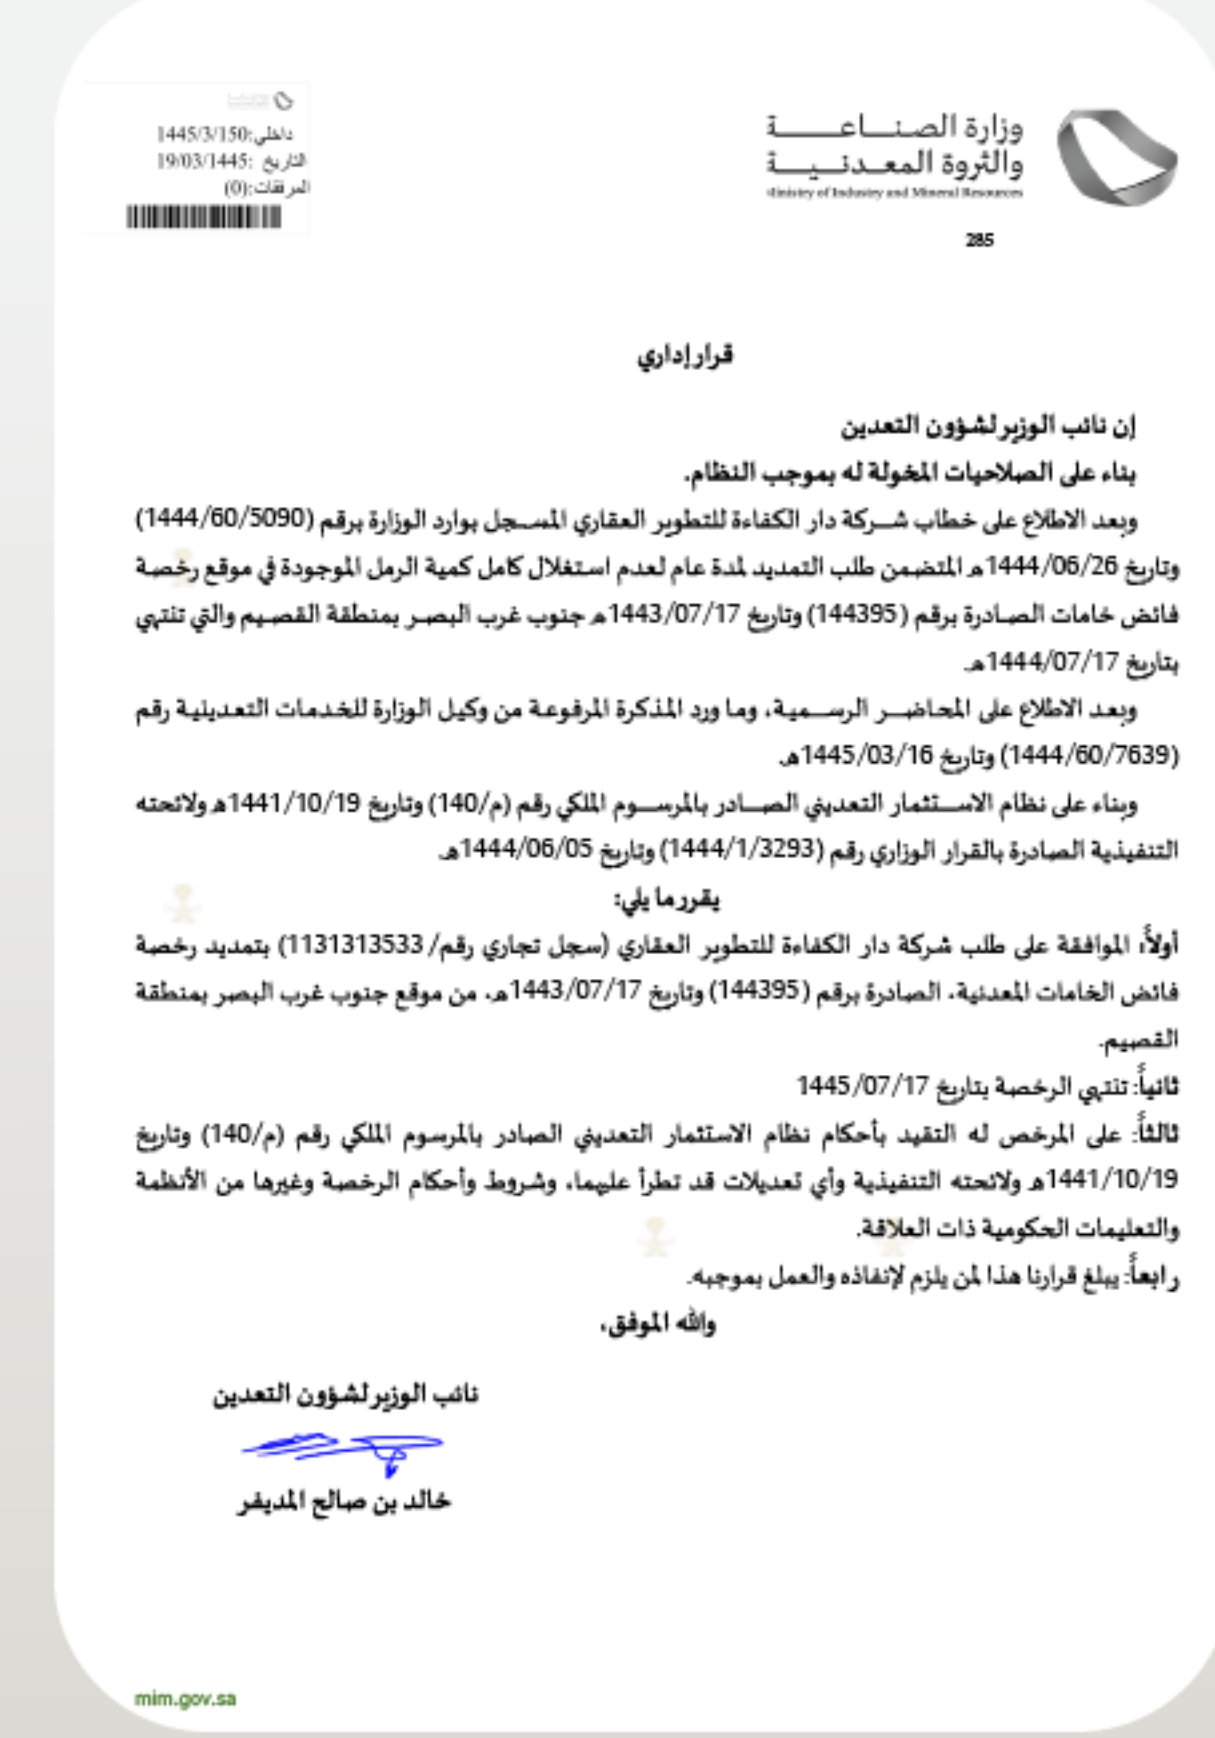 وزارة الصناعة
والثروة المعدنية
Ministry of Industry and Mineral Resources
285
داخلي:1445/3/150
التاريخ :19/03/1445
المرفقات:(0)
قرار إداري
إن نائب الوزير لشؤون التعدين
بناء على الصلاحيات المخولة له بموجب النظام.
وبعد الاطلاع على خطاب شركة دار الكفاءة للتطوير العقاري المسجل بوارد الوزارة برقم (1444/60/5090)
وتاريخ 1444/06/26هـ المتضمن طلب التمديد لمدة عام لعدم استغلال كامل كمية الرمل الموجودة في موقع رخصة
فائض خامات الصادرة برقم (144395) وتاريخ 1443/07/17هـ جنوب غرب البصر بمنطقة القصيم والتي تنتهي
بتاريخ 1444/07/17هـ.
وبعد الاطلاع على المحاضر الرسمية، وما ورد المذكرة المرفوعة من وكيل الوزارة للخدمات التعدينية رقم
(1444/60/7639) وتاريخ 1445/03/16هـ.
وبناء على نظام الاستثمار التعديني الصادر بالمرسوم الملكي رقم (م/140) وتاريخ 1441/10/19هـ ولائحته
التنفيذية الصادرة بالقرار الوزاري رقم (1444/1/3293) وتاريخ 1444/06/05هـ.
يقرر ما يلي:
أولاً: الموافقة على طلب شركة دار الكفاءة للتطوير العقاري (سجل تجاري رقم/ 1131313533) بتمديد رخصة
فائض الخامات المعدنية، الصادرة برقم (144395) وتاريخ 1443/07/17هـ، من موقع جنوب غرب البصر بمنطقة
القصيم.
ثانياً: تنتهي الرخصة بتاريخ 1445/07/17
ثالثاً: على المرخص له التقيد بأحكام نظام الاستثمار التعديني الصادر بالمرسوم الملكي رقم (م/140) وتاريخ
1441/10/19هـ ولائحته التنفيذية وأي تعديلات قد تطرأ عليهما، وشروط وأحكام الرخصة وغيرها من الأنظمة
والتعليمات الحكومية ذات العلاقة.
رابعاً: يبلغ قرارنا هذا لمن يلزم لإنفاذه والعمل بموجبه.
والله الموفق،
نائب الوزير لشؤون التعدين
خالد بن صالح المديفر
mim.gov.sa